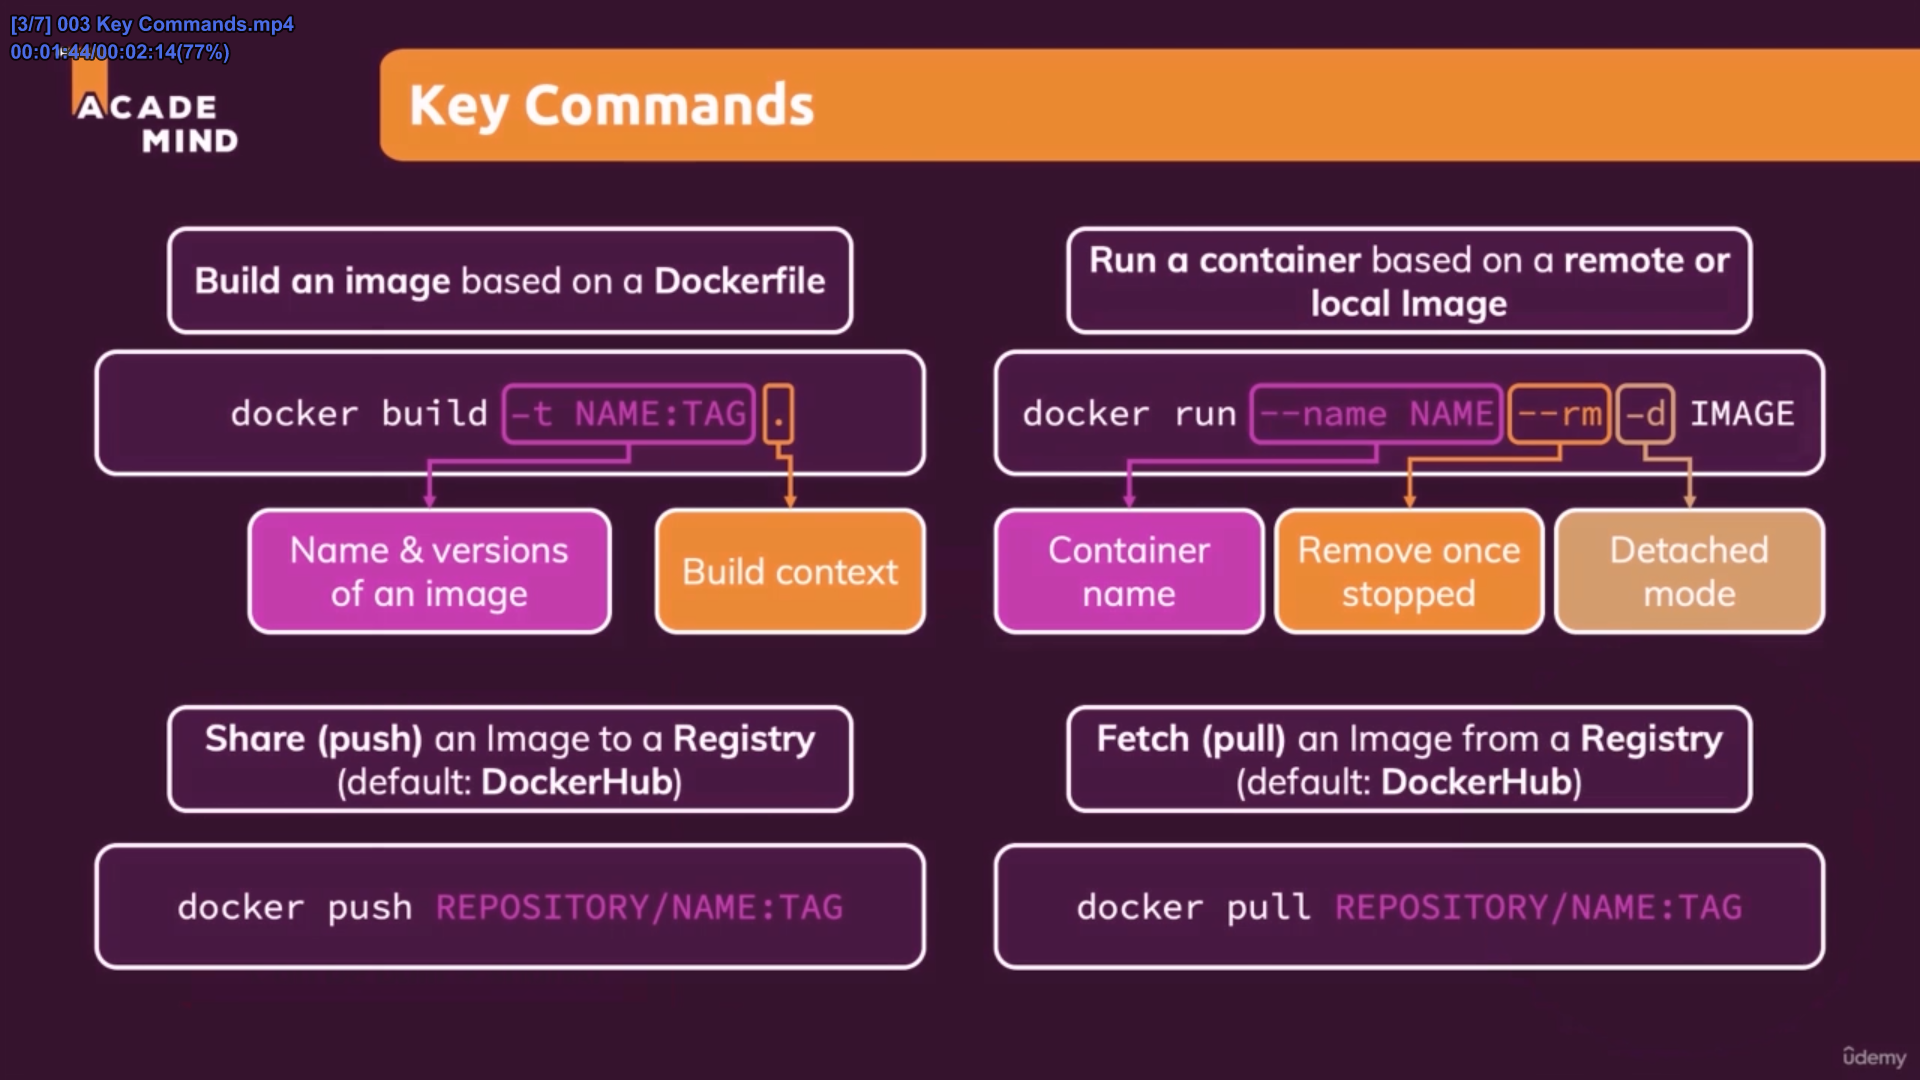 [3/7] 003 Key Commands.mp4
00:01:44/00:02:14(77%)
ACADE
MIND
Key Commands
Build an image based on a Dockerfile
docker build -t NAME:TAG .
Name & versions
of an image
Build context
Run a container based on a remote or
local Image
docker run --name NAME --rm -d IMAGE
Container
name
Remove once
stopped
Detached
mode
Share (push) an Image to a Registry
(default: DockerHub)
docker push REPOSITORY/NAME:TAG
Fetch (pull) an Image from a Registry
(default: DockerHub)
docker pull REPOSITORY/NAME:TAG
ûdemy